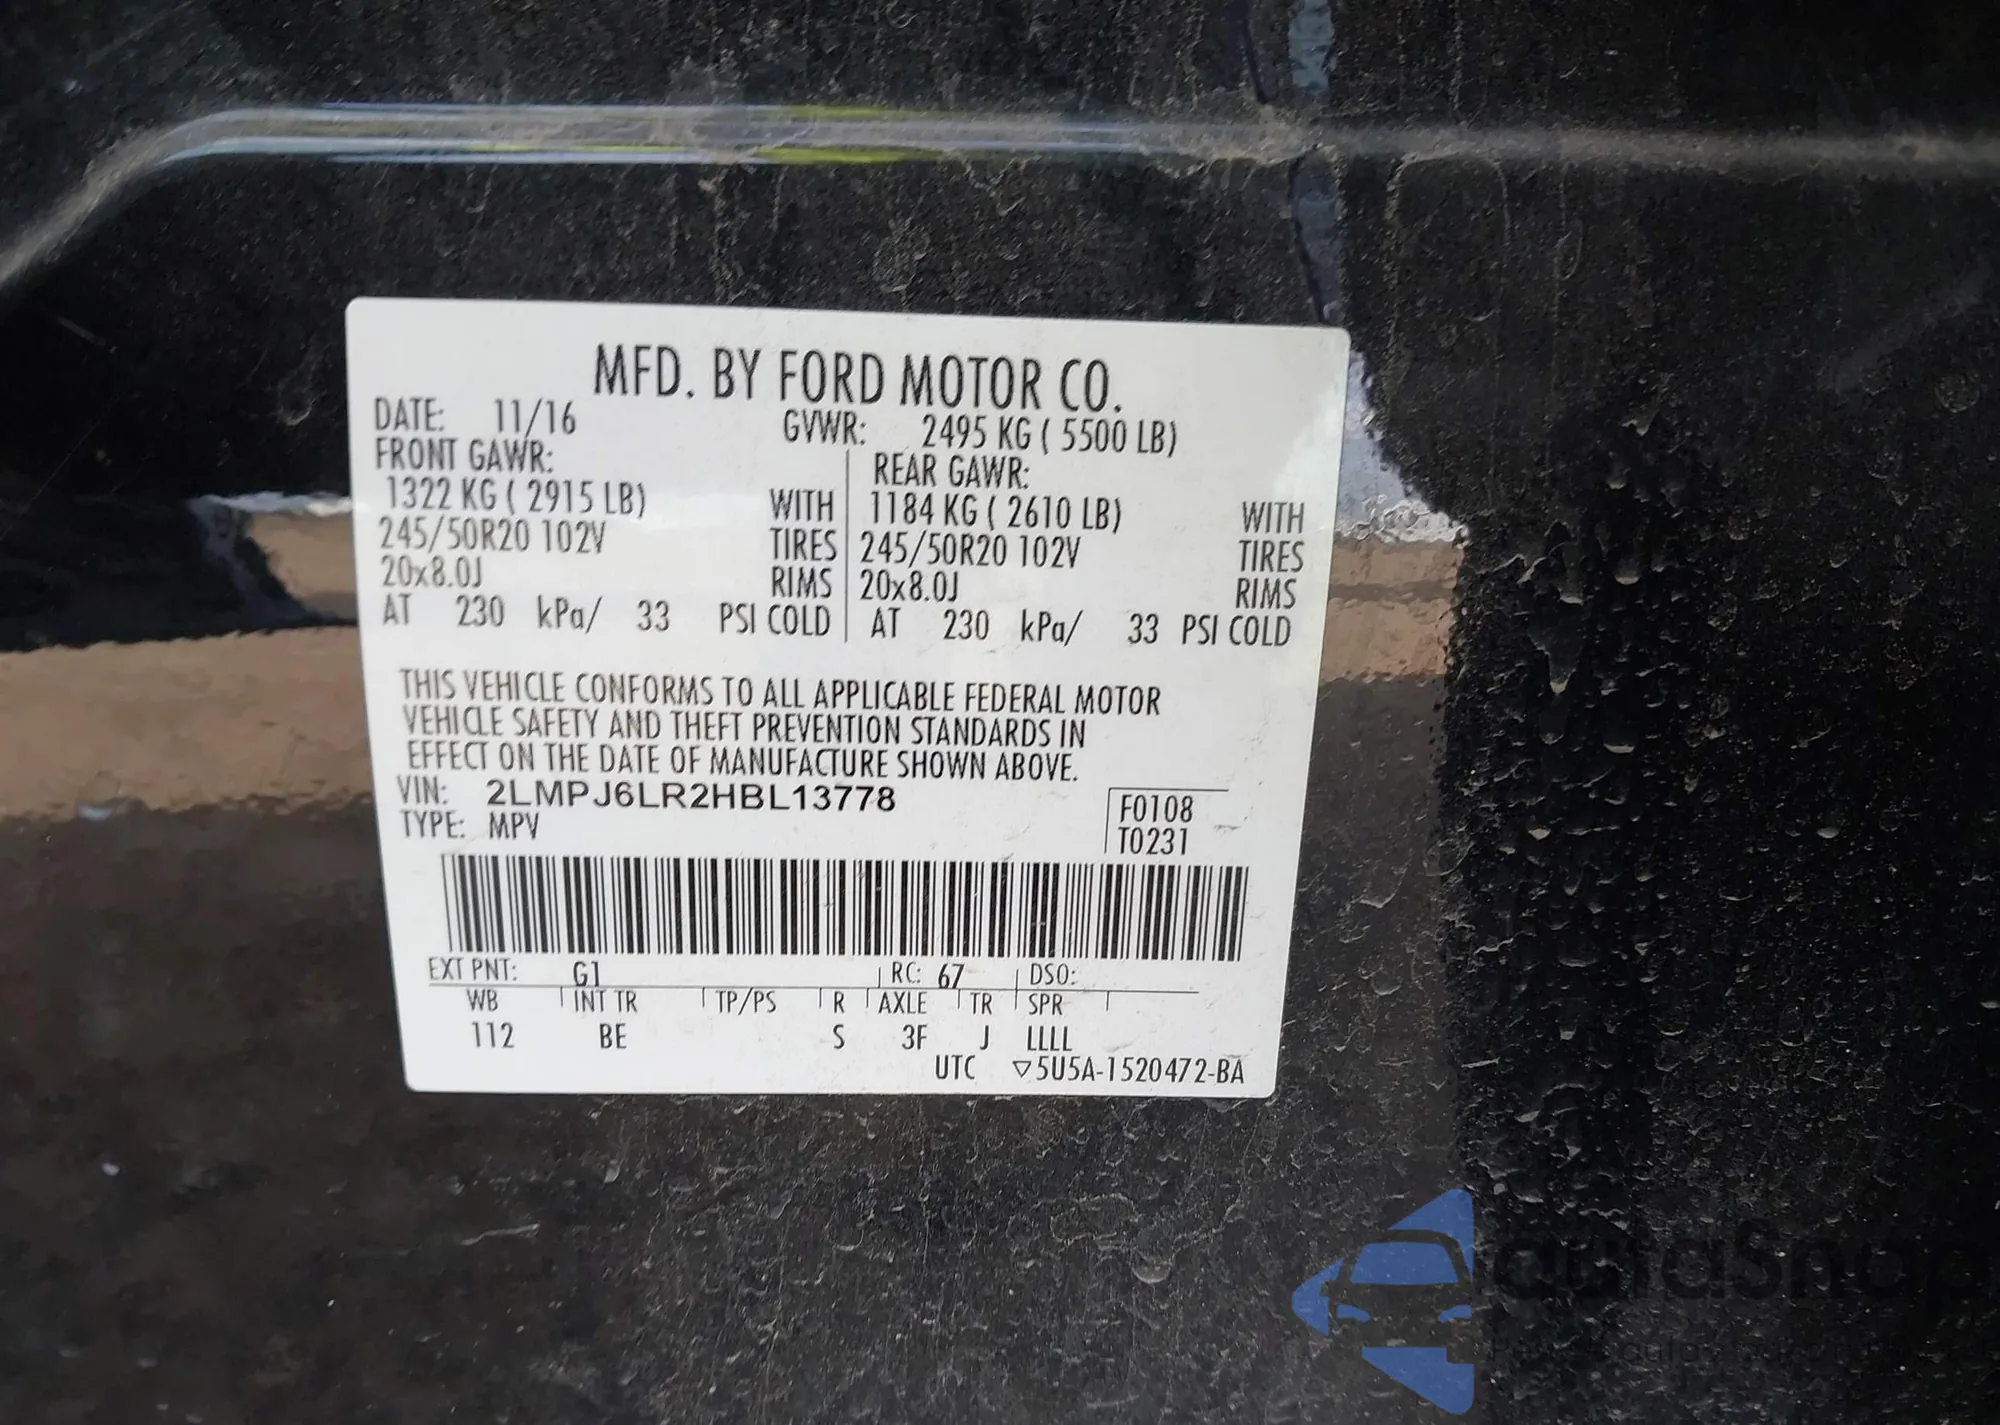 MFD. BY FORD MOTOR CO.
DATE: 11/16 GVWR: 2495 KG ( 5500 LB)
FRONT GAWR: REAR GAWR:
1322 KG ( 2915 LB) WITH 1184 KG ( 2610 LB) WITH
245/50R20 102V TIRES 245/50R20 102V TIRES
20x8.0J RIMS 20x8.0J RIMS
AT 230 kPa/ 33 PSI COLD AT 230 kPa/ 33 PSI COLD
THIS VEHICLE CONFORMS TO ALL APPLICABLE FEDERAL MOTOR
VEHICLE SAFETY AND THEFT PREVENTION STANDARDS IN
EFFECT ON THE DATE OF MANUFACTURE SHOWN ABOVE.
VIN: 2LMPJ6LR2HBL13778 F0108
TYPE: MPV T0231
EXT PNT: G1 RC: 67 DSO:
WB INT TR TP/PS R AXLE TR SPR
112 BE S 3F J LLLL
UTC ▽5U5A-1520472-BA